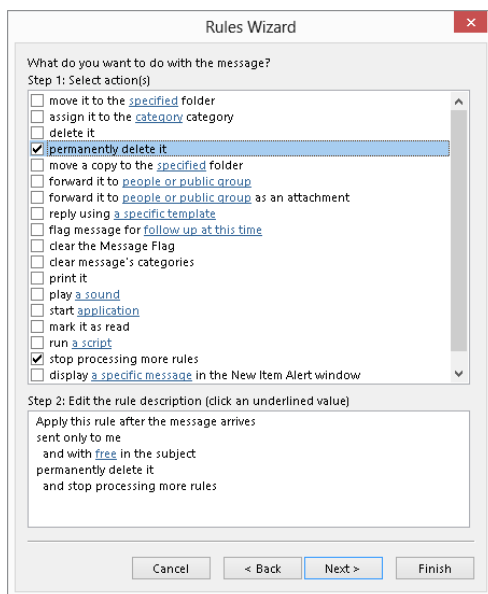 Rules Wizard
What do you want to do with the message?
Step 1: Select action(s)
move it to the specified folder
assign it to the category category
delete it
permanently delete it
move a copy to the specified folder
forward it to people or public group
forward it to people or public group as an attachment
reply using a specific template
flag message for follow up at this time
clear the Message Flag
clear message's categories
print it
play a sound
start application
mark it as read
run a script
stop processing more rules
display a specific message in the New Item Alert window
Step 2: Edit the rule description (click an underlined value)
Apply this rule after the message arrives
sent only to me
and with free in the subject
permanently delete it
and stop processing more rules
Cancel
< Back
Next >
Finish